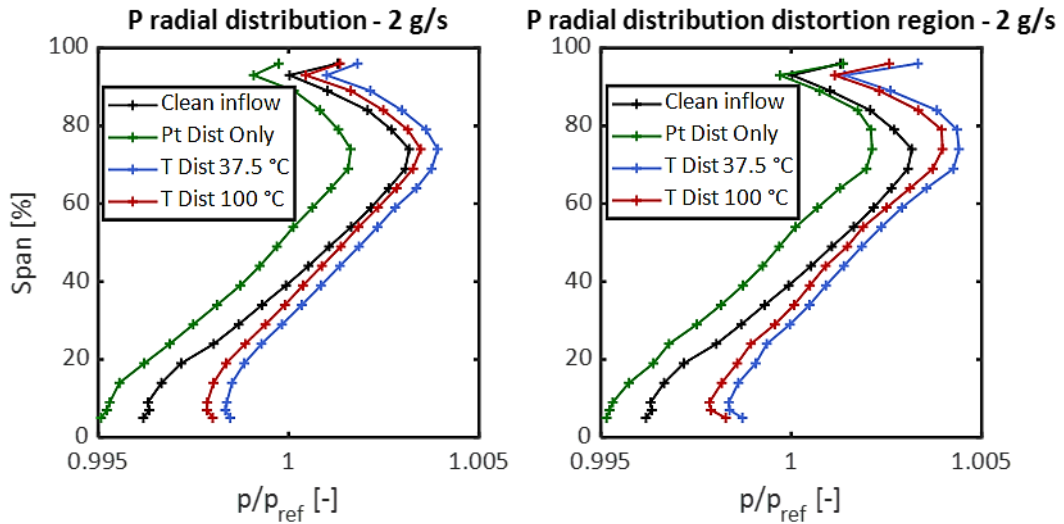 P radial distribution - 2 g/s
100
80
60
40
20
0
Span [%]
Clean inflow
Pt Dist Only
T Dist 37.5 °C
T Dist 100 °C
0.995
1
1.005
p/p_ref [-]
P radial distribution distortion region - 2 g/s
100
80
60
40
20
0
Clean inflow
Pt Dist Only
T Dist 37.5 °C
T Dist 100 °C
0.995
1
1.005
p/p_ref [-]